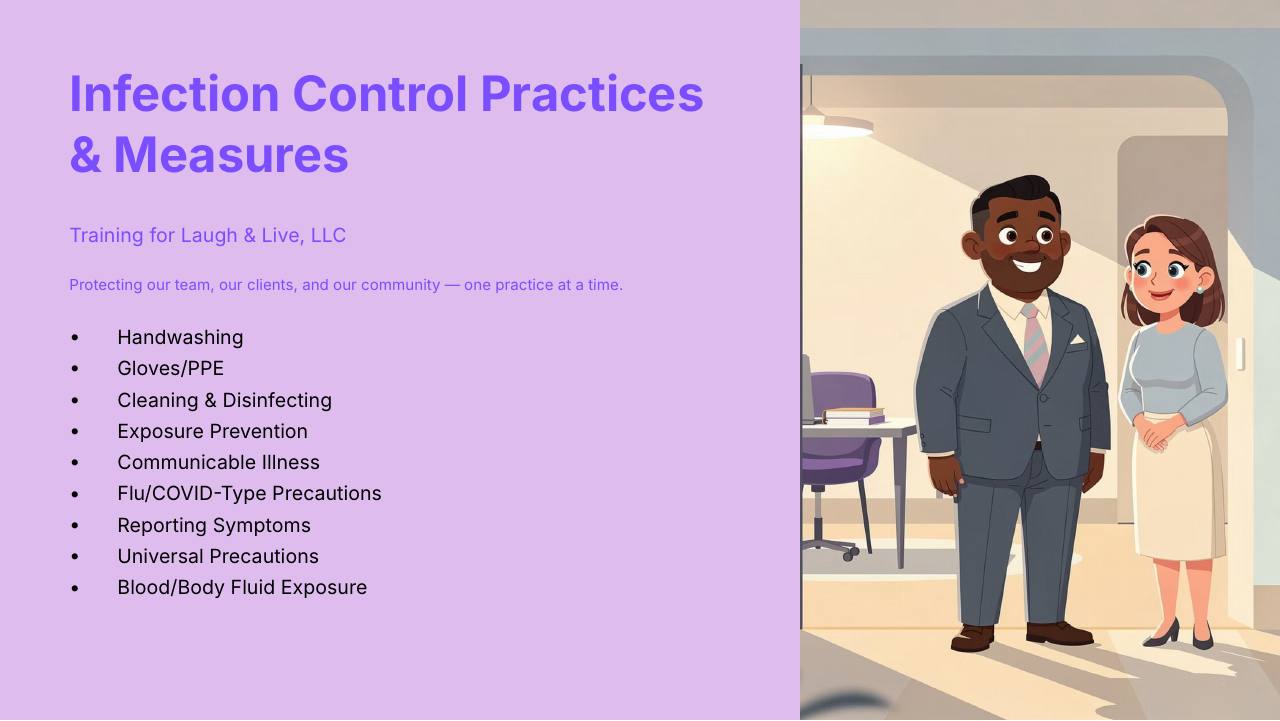 Infection Control Practices
& Measures
Training for Laugh & Live, LLC
Protecting our team, our clients, and our community — one practice at a time.
• Handwashing
• Gloves/PPE
• Cleaning & Disinfecting
• Exposure Prevention
• Communicable Illness
• Flu/COVID-Type Precautions
• Reporting Symptoms
• Universal Precautions
• Blood/Body Fluid Exposure